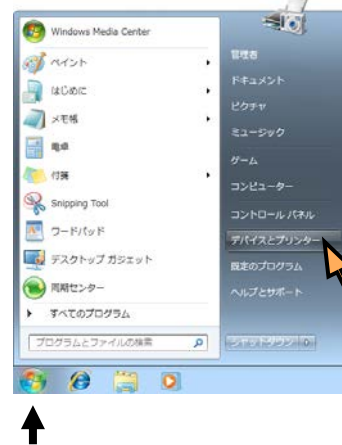 Windows Media Center
ペイント
はじめに
メモ帳
電卓
付箋
Snipping Tool
ワードパッド
デスクトップ ガジェット
同期センター
すべてのプログラム
プログラムとファイルの検索
管理者
ドキュメント
ピクチャ
ミュージック
ゲーム
コンピューター
コントロール パネル
デバイスとプリンター
既定のプログラム
ヘルプとサポート
シャットダウン